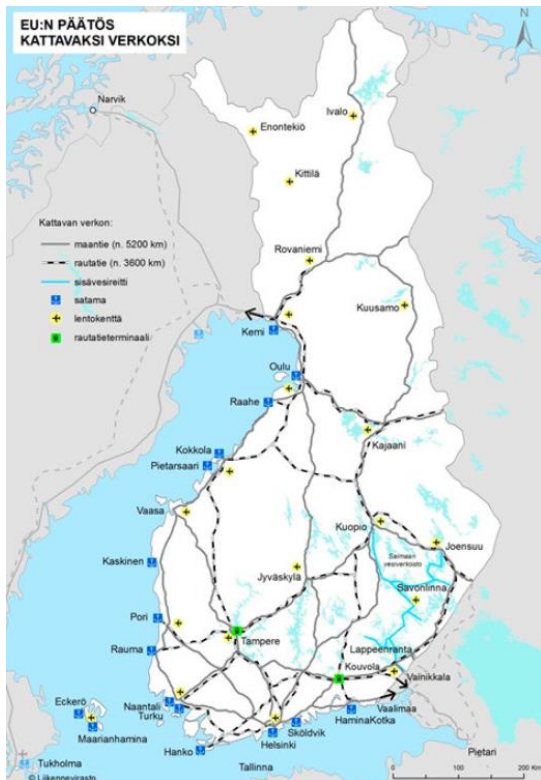 EU:N PÄÄTÖS
KATTAVAKSI VERKOKSI
N
Narvik
Ivalo
Enontekiö
Kittilä
Kattavan verkon:
maantie (n. 5200 km)
rautatie (n. 3600 km)
sisävesireitti
satama
lentokenttä
rautatieterminaali
Rovaniemi
Kuusamo
Kemi
Oulu
Raahe
Kajaani
Kokkola
Pietarsaari
Vaasa
Kuopio
Joensuu
Saimaan
vesiverkosto
Kaskinen
Jyväskylä
Savonlinna
Pori
Tampere
Rauma
Lappeenranta
Kouvola
Vainikkala
Eckerö
Naantali
Turku
Vaalimaa
HaminaKotka
Maarianhamina
Sköldvik
Helsinki
Hanko
Tukholma
Tallinna
Pietari
© Liikennevirasto
0 100 200 Km